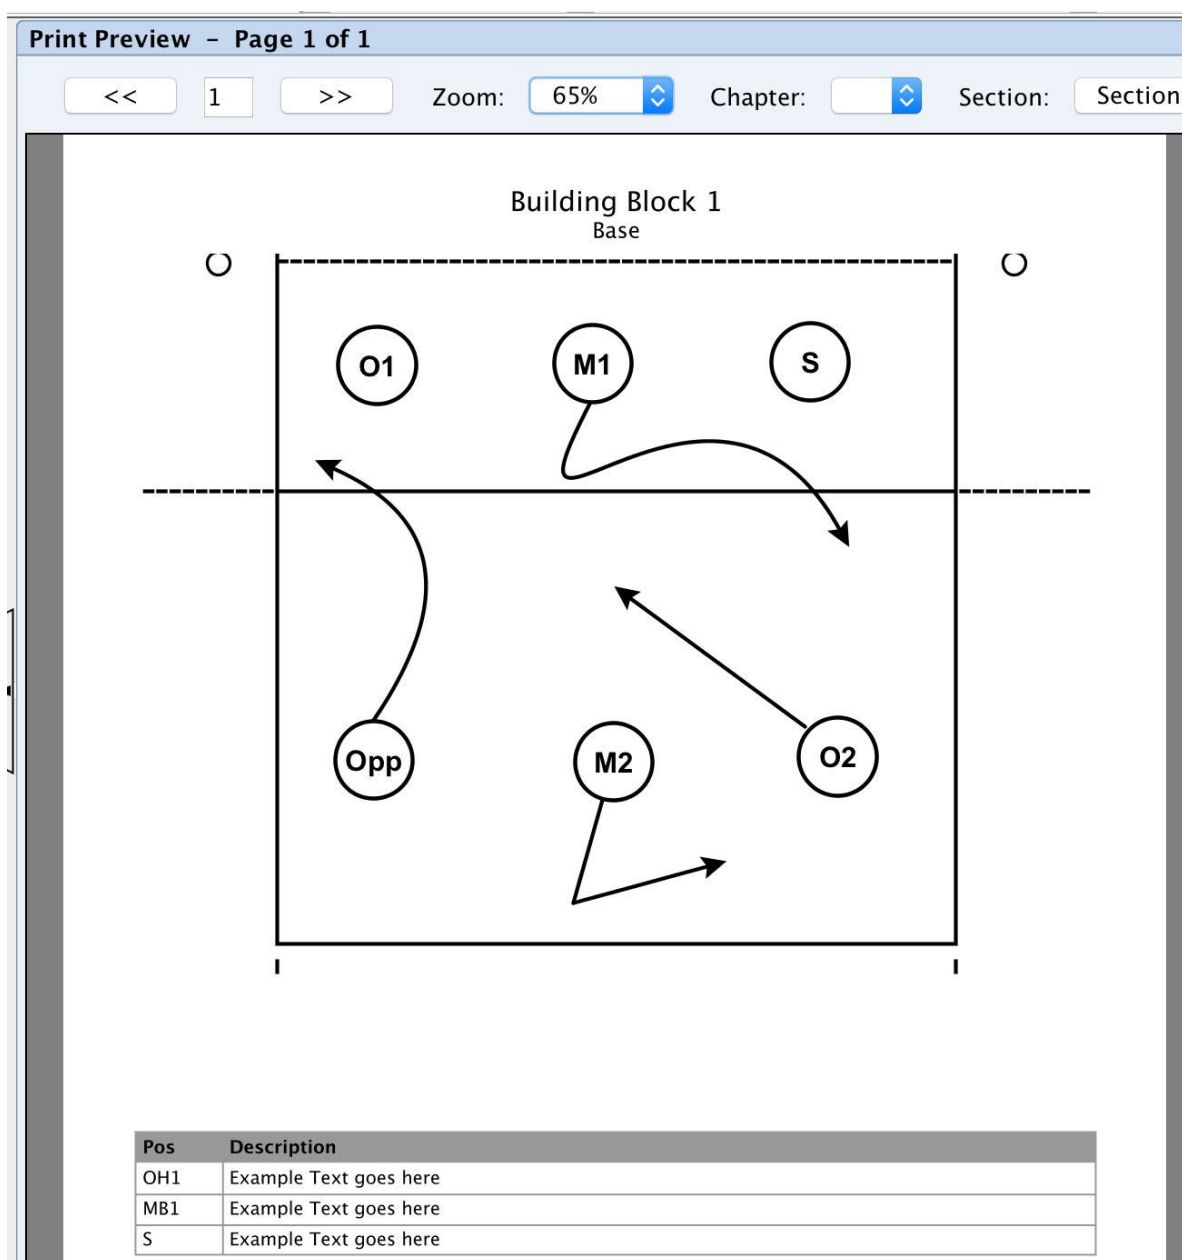 Print Preview – Page 1 of 1
<< 1 >> Zoom: 65% Chapter: Section: Section
Building Block 1
Base
O1 M1 S
Opp M2 O2
Pos Description
OH1 Example Text goes here
MB1 Example Text goes here
S Example Text goes here